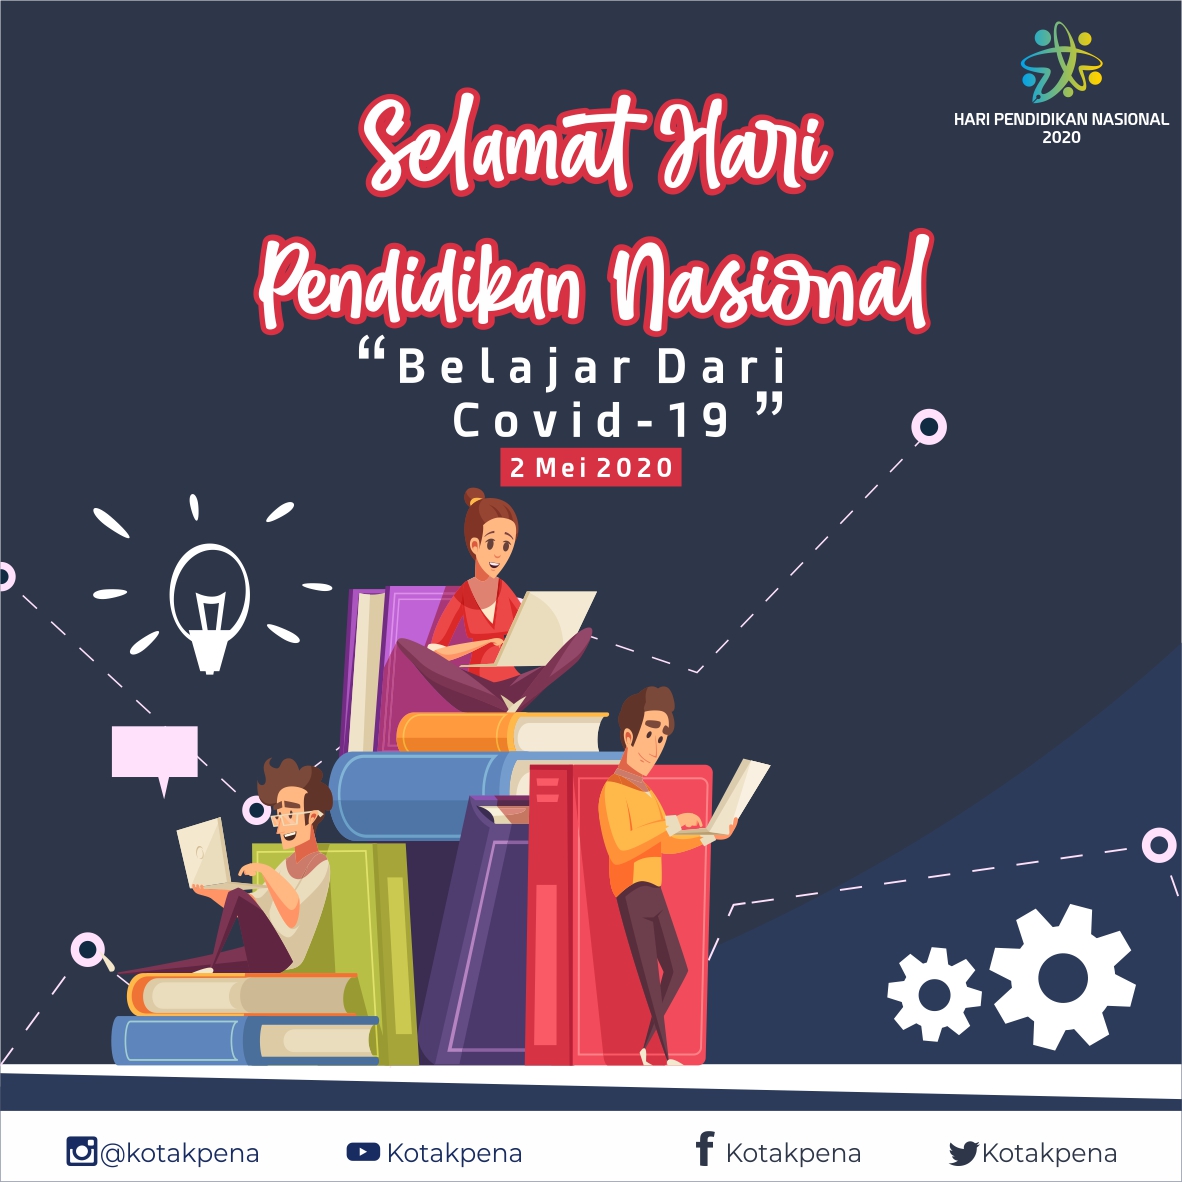 HARI PENDIDIKAN NASIONAL
2020
Selamat Hari
Pendidikan Nasional
“Belajar Dari
Covid-19”
2 Mei 2020
@kotakpena
Kotakpena
Kotakpena
Kotakpena